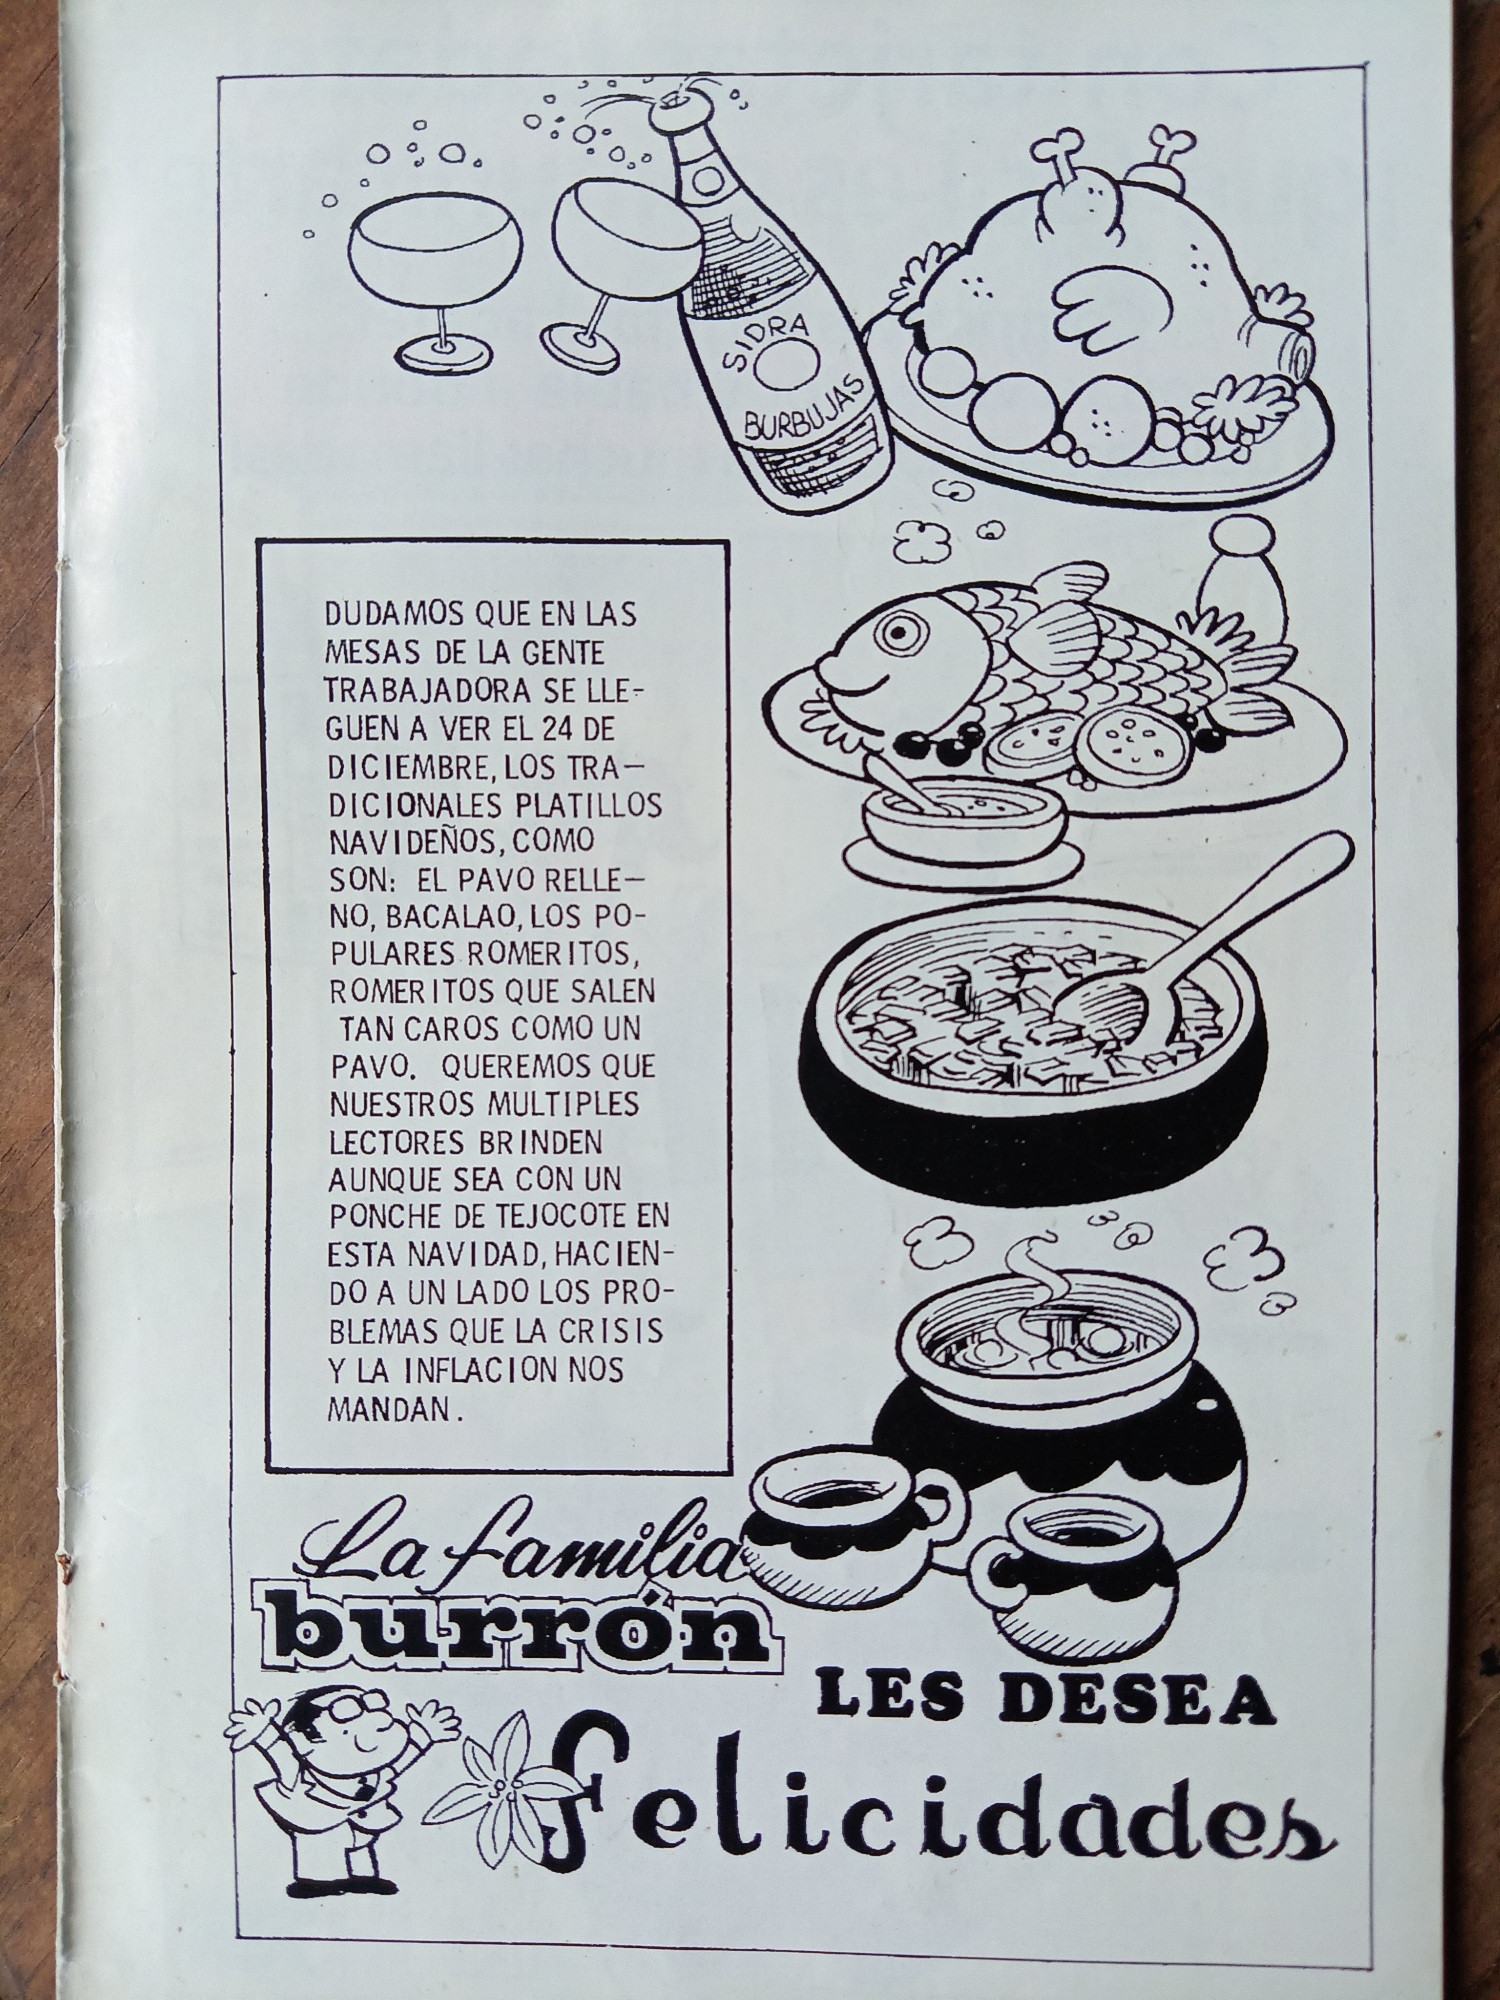 SIDRA
BURBUJAS
DUDAMOS QUE EN LAS
MESAS DE LA GENTE
TRABAJADORA SE LLE-
GUEN A VER EL 24 DE
DICIEMBRE, LOS TRA-
DICIONALES PLATILLOS
NAVIDEÑOS, COMO
SON: EL PAVO RELLE-
NO, BACALAO, LOS PO-
PULARES ROMERITOS,
ROMERITOS QUE SALEN
TAN CAROS COMO UN
PAVO. QUEREMOS QUE
NUESTROS MULTIPLES
LECTORES BRINDEN
AUNQUE SEA CON UN
PONCHE DE TEJOCOTE EN
ESTA NAVIDAD, HACIEN-
DO A UN LADO LOS PRO-
BLEMAS QUE LA CRISIS
Y LA INFLACION NOS
MANDAN.
La familia
burrón
LES DESEA
felicidades